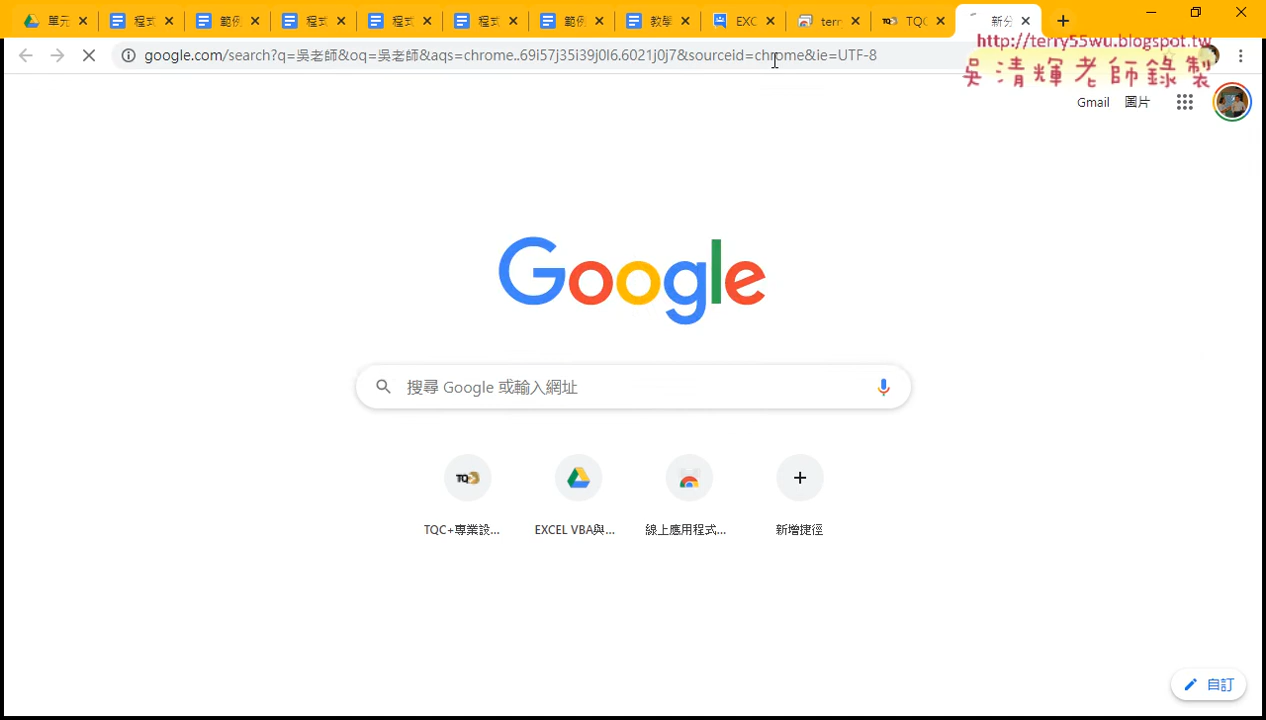 單元
程式
範例
程式
程式
程式
範例
教學
EXC
terry
TQC
新分
google.com/search?q=吳老師&oq=吳老師&aqs=chrome..69i57j35i39j0l6.6021j0j7&sourceid=chrome&ie=UTF-8
http://terry55wu.blogspot.tw
吳清輝老師錄製
Gmail 圖片
Google
搜尋 Google 或輸入網址
TQC+專業設...
EXCEL VBA與...
線上應用程式...
新增捷徑
自訂